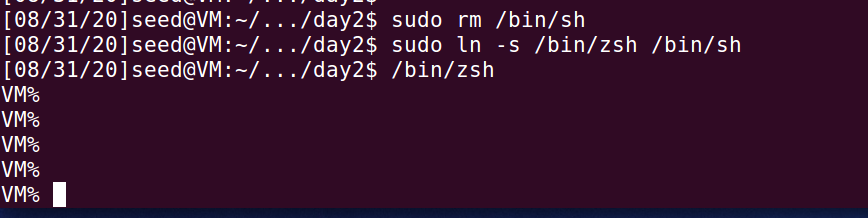 [08/31/20]seed@VM:~/.../day2$ sudo rm /bin/sh
[08/31/20]seed@VM:~/.../day2$ sudo ln -s /bin/zsh /bin/sh
[08/31/20]seed@VM:~/.../day2$ /bin/zsh
VM%
VM%
VM%
VM%
VM%